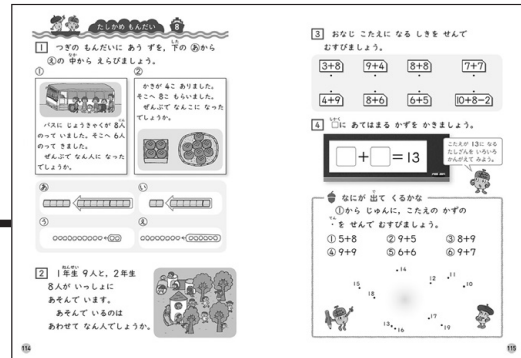 たしかめ もんだい 8
1 つぎの もんだいに あう ずを，下の あから
えの 中から えらびましょう。
①
バスに じょうきゃくが 8人
のって いました。そこへ 6人
のって きました。
ぜんぶで なん人に なった
でしょうか。
②
かきが 4こ ありました。
そこへ 8こ もらいました。
ぜんぶで なんこに なった
でしょうか。
あ
い
う
え
2 1年生 9人と，2年生
8人が いっしょに
あそんで います。
あそんで いるのは
あわせて なん人でしょうか。
114
3 おなじ こたえに なる しきを せんで
むすびましょう。
3+8 9+4 8+8 7+7
4+9 8+6 6+5 10+8-2
4 □に あてはまる かずを かきましょう。
□+□=13
こたえが 13に なる
たしざんを いろいろ
かんがえて みよう。
なにが 出て くるかな
①から じゅんに，こたえの かずの
・を せんで むすびましょう。
① 5+8 ② 9+5 ③ 8+9
④ 9+9 ⑤ 6+6 ⑥ 9+7
14
15
18
12
11
10
13
16
17
19
115